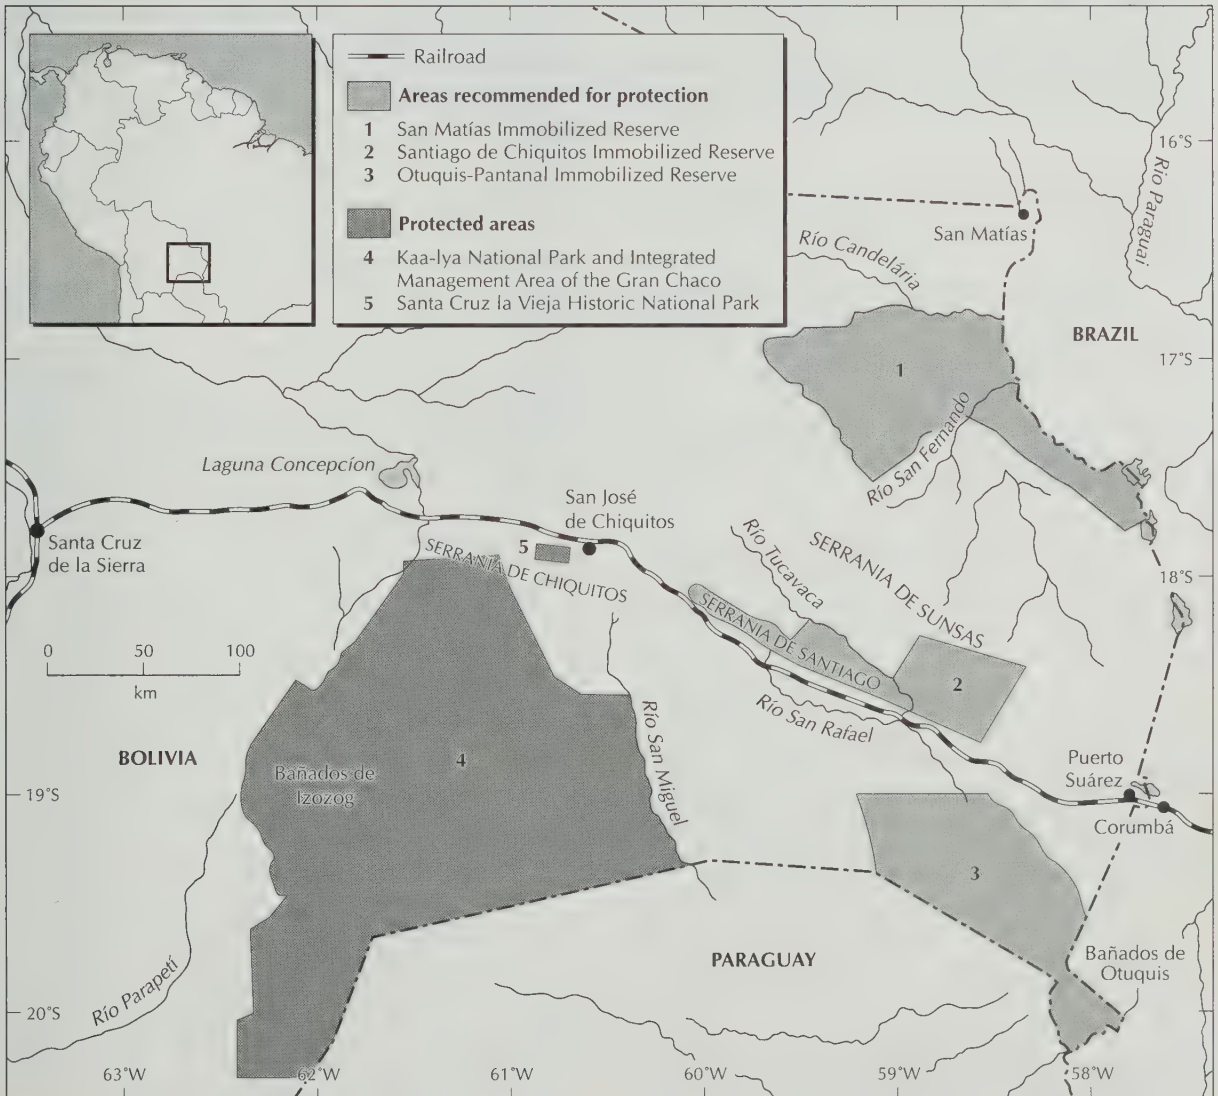 Railroad
Areas recommended for protection
1 San Matías Immobilized Reserve
2 Santiago de Chiquitos Immobilized Reserve
3 Otuquis-Pantanal Immobilized Reserve
Protected areas
4 Kaa-Iya National Park and Integrated
Management Area of the Gran Chaco
5 Santa Cruz la Vieja Historic National Park
16°S
Río Paraguai
San Matías
Río Candelária
BRAZIL
17°S
1
Río San Fernando
Laguna Concepcíon
San José
de Chiquitos
Santa Cruz
de la Sierra
5
SERRANIA DE CHIQUITOS
Río Tucavaca
SERRANIA DE SUNSAS
18°S
SERRANIA DE SANTIAGO
0 50 100
km
2
Río San Rafael
Río San Miguel
BOLIVIA
4
Bañados de
Izozog
Puerto
Suárez
19°S
Corumbá
3
PARAGUAY
Bañados de
Otuquis
Río Parapetí
20°S
63°W 62°W 61°W 60°W 59°W 58°W